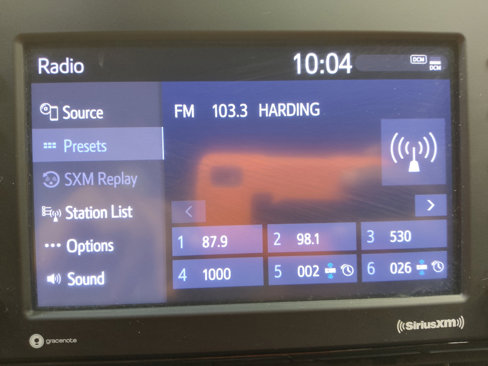 Radio
10:04
DCM
DCM
Source
FM 103.3 HARDING
Presets
SXM Replay
Station List
Options
Sound
1 87.9
2 98.1
3 530
4 1000
5 002
6 026
gracenote
((SiriusXM))